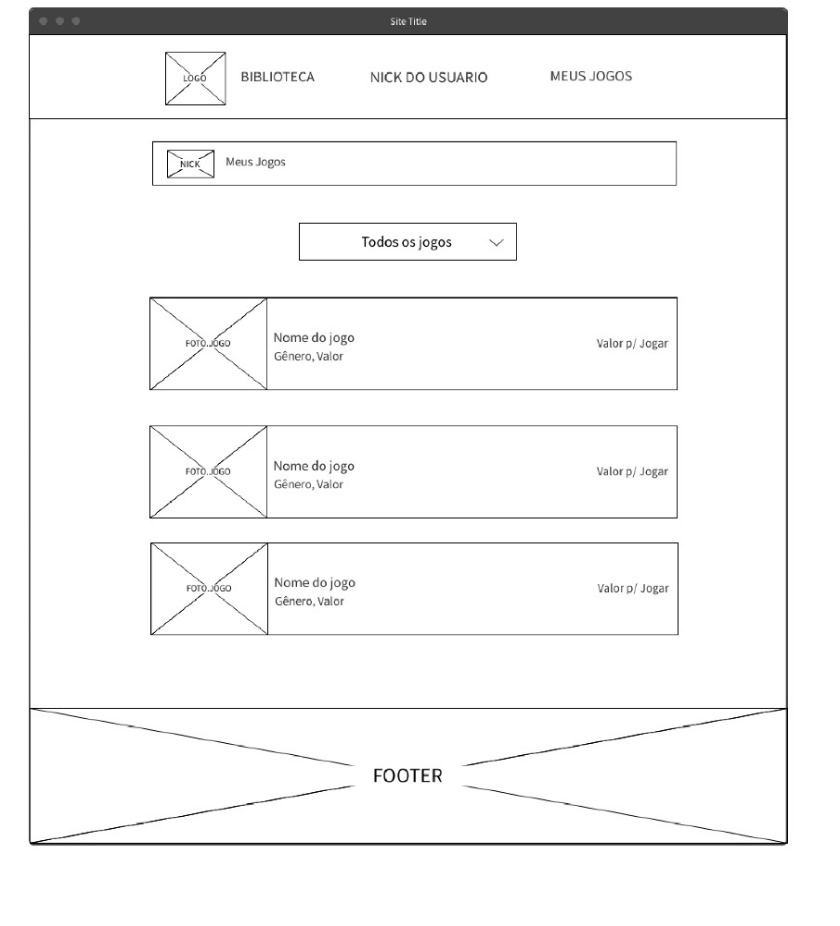 Site Title
LOGO
BIBLIOTECA
NICK DO USUARIO
MEUS JOGOS
NICK
Meus Jogos
Todos os jogos
FOTO.JOGO
Nome do jogo
Gênero, Valor
Valor p/ Jogar
FOTO.JOGO
Nome do jogo
Gênero, Valor
Valor p/ Jogar
FOTO.JOGO
Nome do jogo
Gênero, Valor
Valor p/ Jogar
FOOTER